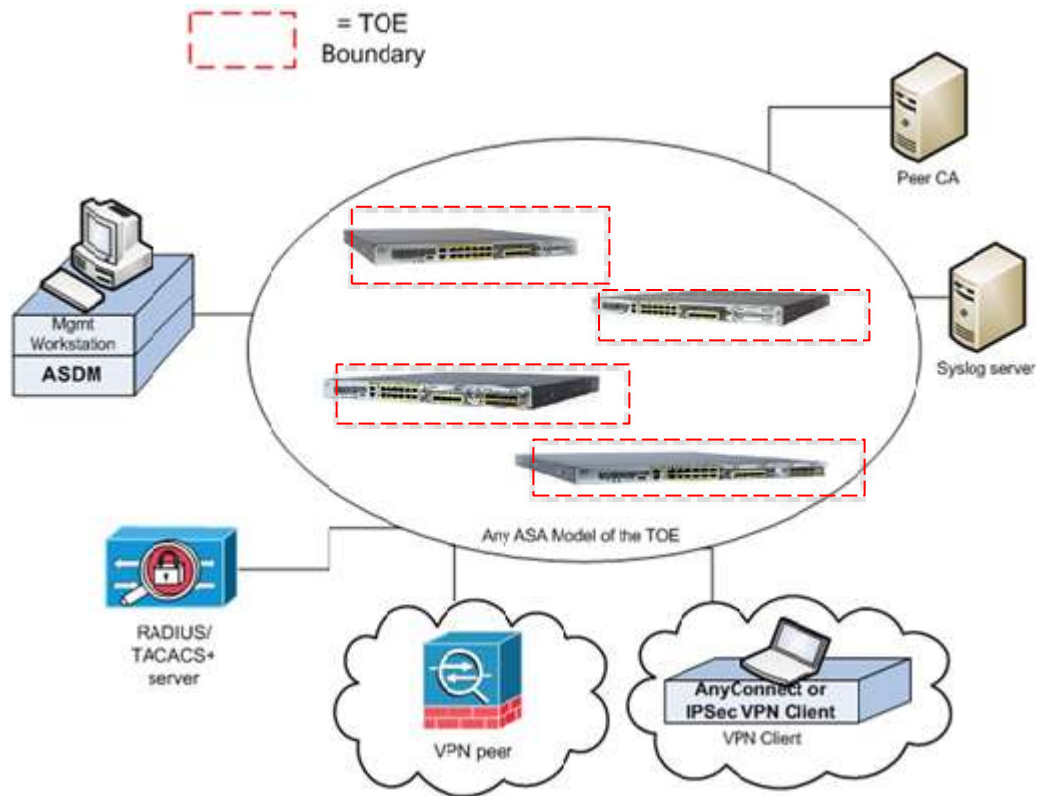 = TOE
Boundary
Peer CA
Mgmt
Workstation
ASDM
Syslog server
Any ASA Model of the TOE
RADIUS/
TACACS+
server
VPN peer
AnyConnect or
IPSec VPN Client
VPN Client